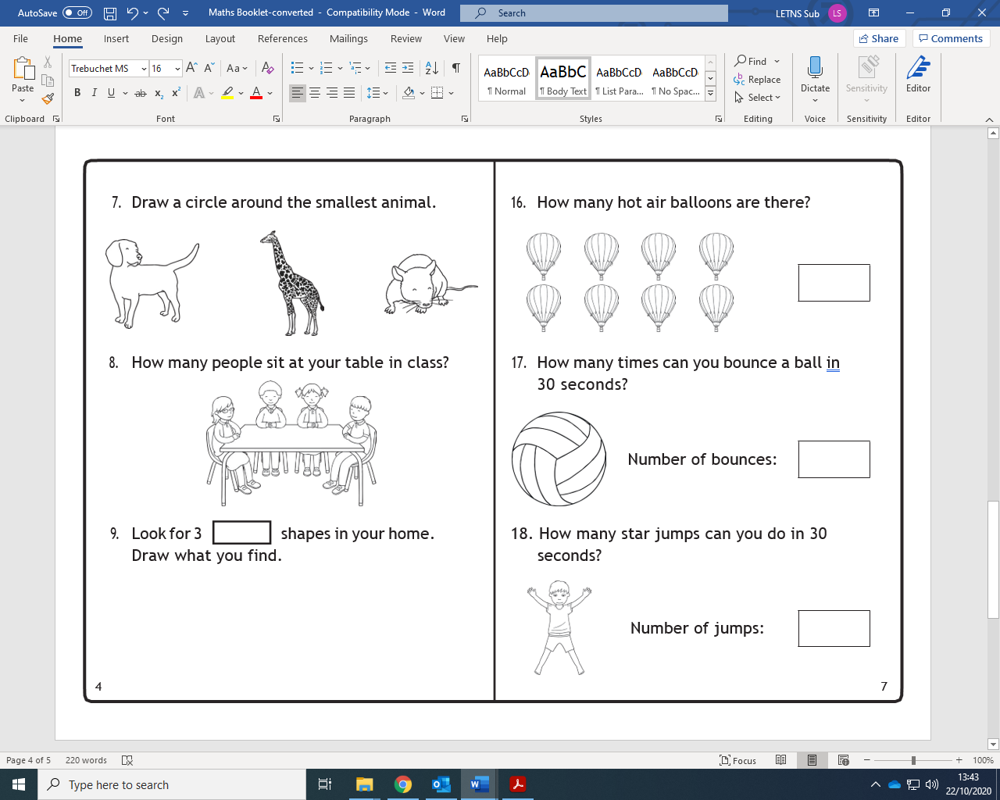 AutoSave Off
Maths Booklet-converted - Compatibility Mode - Word
Search
LETNS Sub LS
File Home Insert Design Layout References Mailings Review View Help
Share Comments
Paste
Clipboard
Trebuchet MS 16
Font
Paragraph
AaBbCcD AaBbC AaBbCcD AaBbCcD
¶ Normal ¶ Body Text ¶ List Para... ¶ No Spac...
Styles
Find
Replace
Select
Editing
Dictate
Voice
Sensitivity
Sensitivity
Editor
Editor
7. Draw a circle around the smallest animal.
8. How many people sit at your table in class?
9. Look for 3 shapes in your home.
Draw what you find.
4
16. How many hot air balloons are there?
17. How many times can you bounce a ball in
30 seconds?
Number of bounces:
18. How many star jumps can you do in 30
seconds?
Number of jumps:
7
Page 4 of 5 220 words
Focus
100%
Type here to search
13:43
22/10/2020